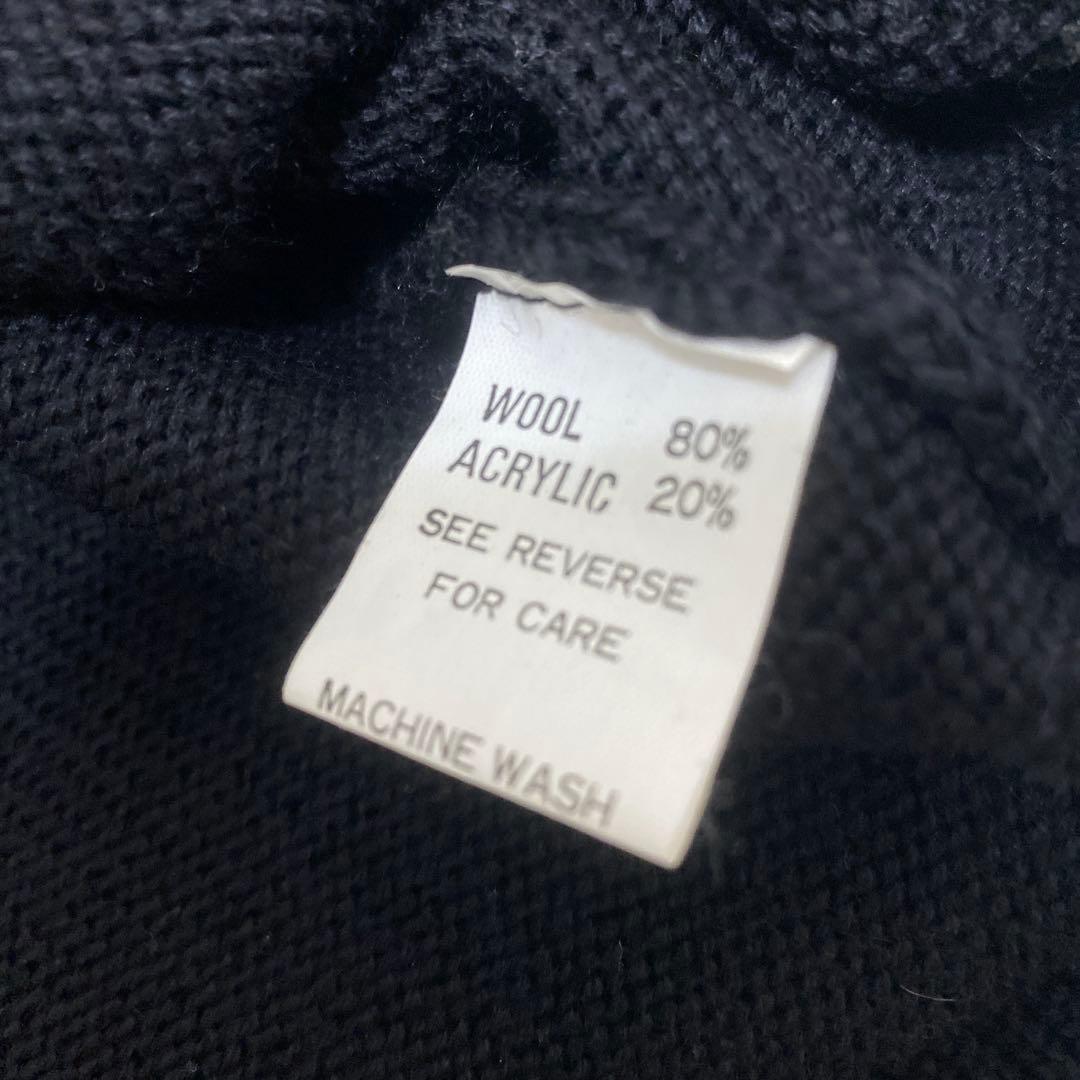 WOOL 80%
ACRYLIC 20%
SEE REVERSE
FOR CARE
MACHINE WASH